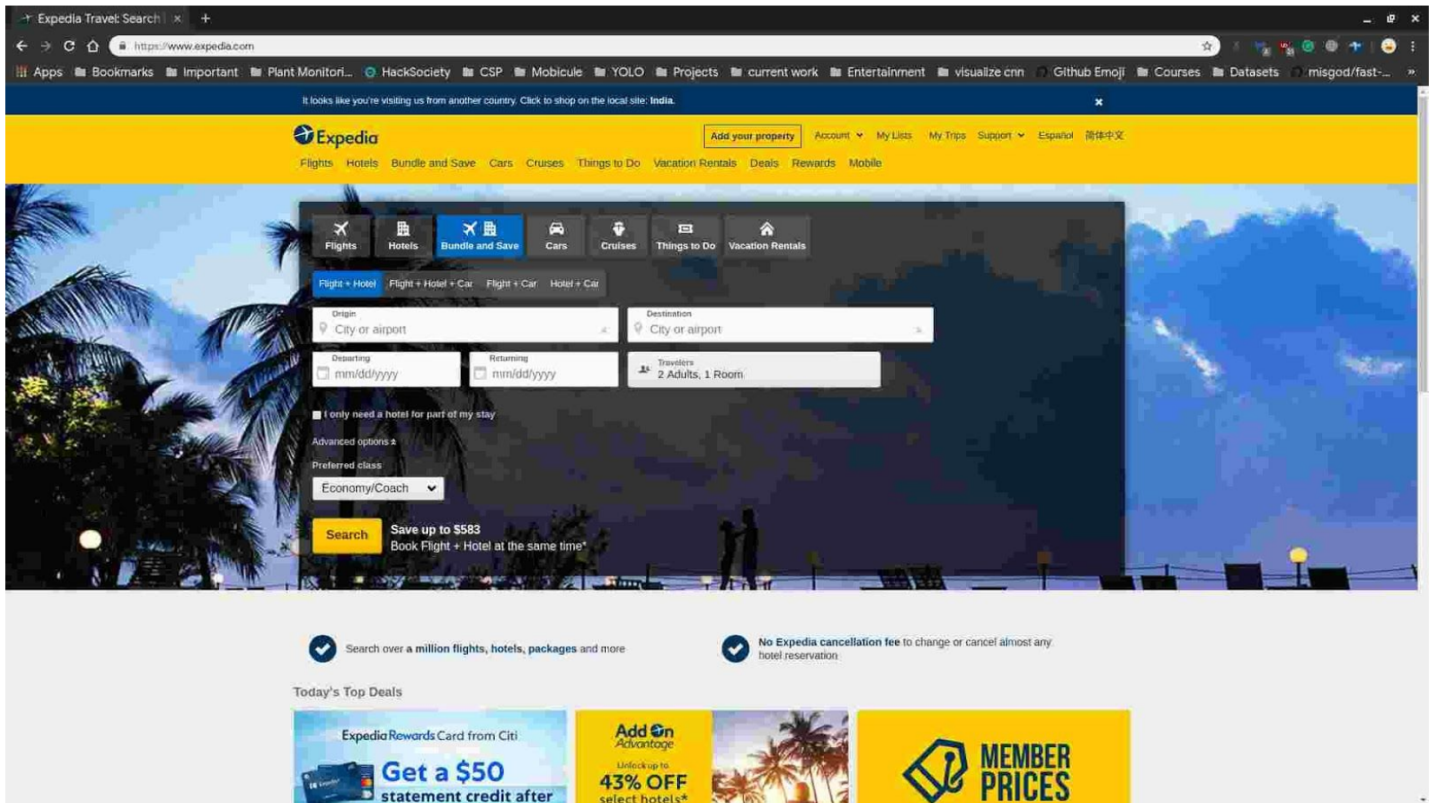 Expedia Travel: Search
https://www.expedia.com
Apps Bookmarks Important Plant Monitori... HackSociety CSP Mobicule YOLO Projects current work Entertainment visualize cnn Github Emoji Courses Datasets misgod/fast-... »
It looks like you're visiting us from another country. Click to shop on the local site: India.
Expedia
Add your property Account My Lists My Trips Support Español 简体中文
Flights Hotels Bundle and Save Cars Cruises Things to Do Vacation Rentals Deals Rewards Mobile
Flights Hotels Bundle and Save Cars Cruises Things to Do Vacation Rentals
Flight + Hotel Flight + Hotel + Car Flight + Car Hotel + Car
Origin Destination
City or airport City or airport
Departing Returning Travelers
mm/dd/yyyy mm/dd/yyyy 2 Adults, 1 Room
I only need a hotel for part of my stay
Advanced options
Preferred class
Economy/Coach
Search
Save up to $583
Book Flight + Hotel at the same time*
Search over a million flights, hotels, packages and more
No Expedia cancellation fee to change or cancel almost any
hotel reservation
Today's Top Deals
Expedia Rewards Card from Citi
Get a $50
statement credit after
Add On
Advantage
Unlock up to
43% OFF
select hotels*
MEMBER
PRICES